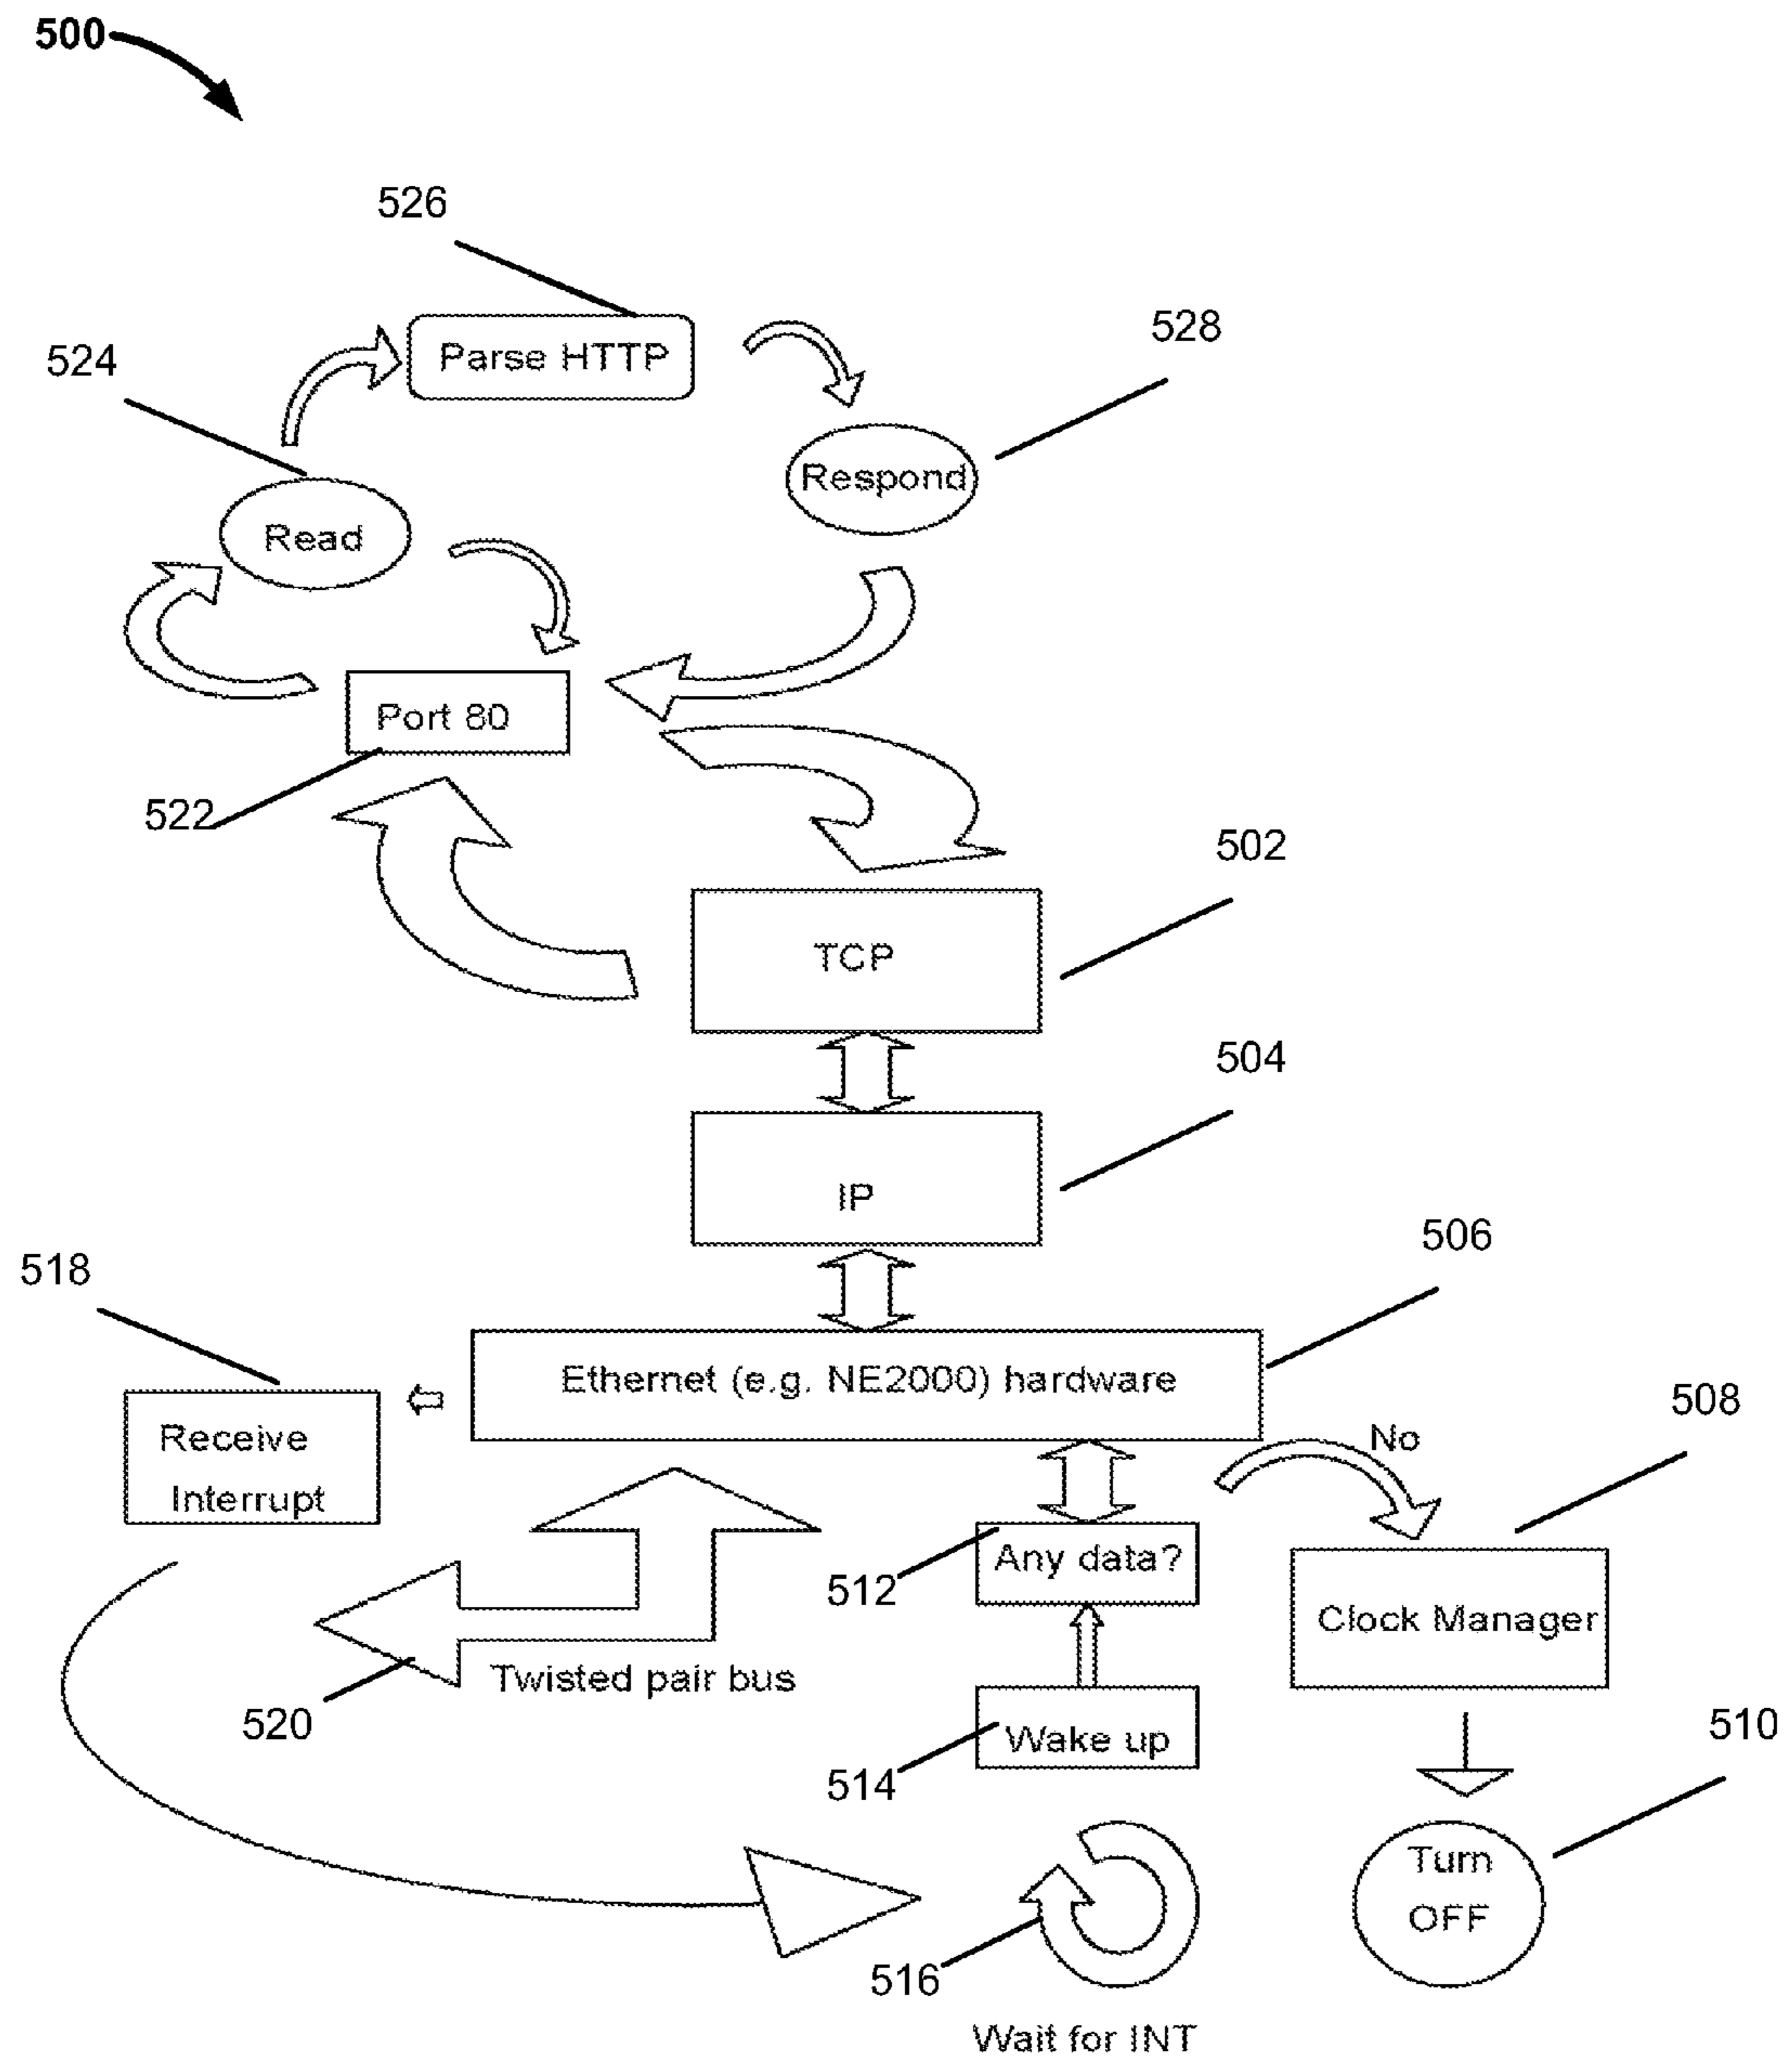 500
526
528
524
Parse HTTP
Respond
Read
Port 80
522
502
TCP
504
IP
506
518
Ethernet (e.g. NE2000) hardware
508
No
Receive
Interrupt
Any data?
512
Clock Manager
Twisted pair bus
520
Wake up
514
510
Turn
OFF
516
Wait for INT